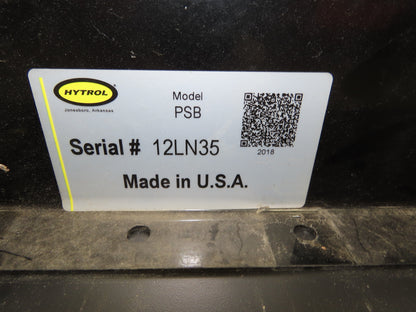 HYTROL
Jonesboro, Arkansas
Model
PSB
2018
Serial # 12LN35
Made in U.S.A.